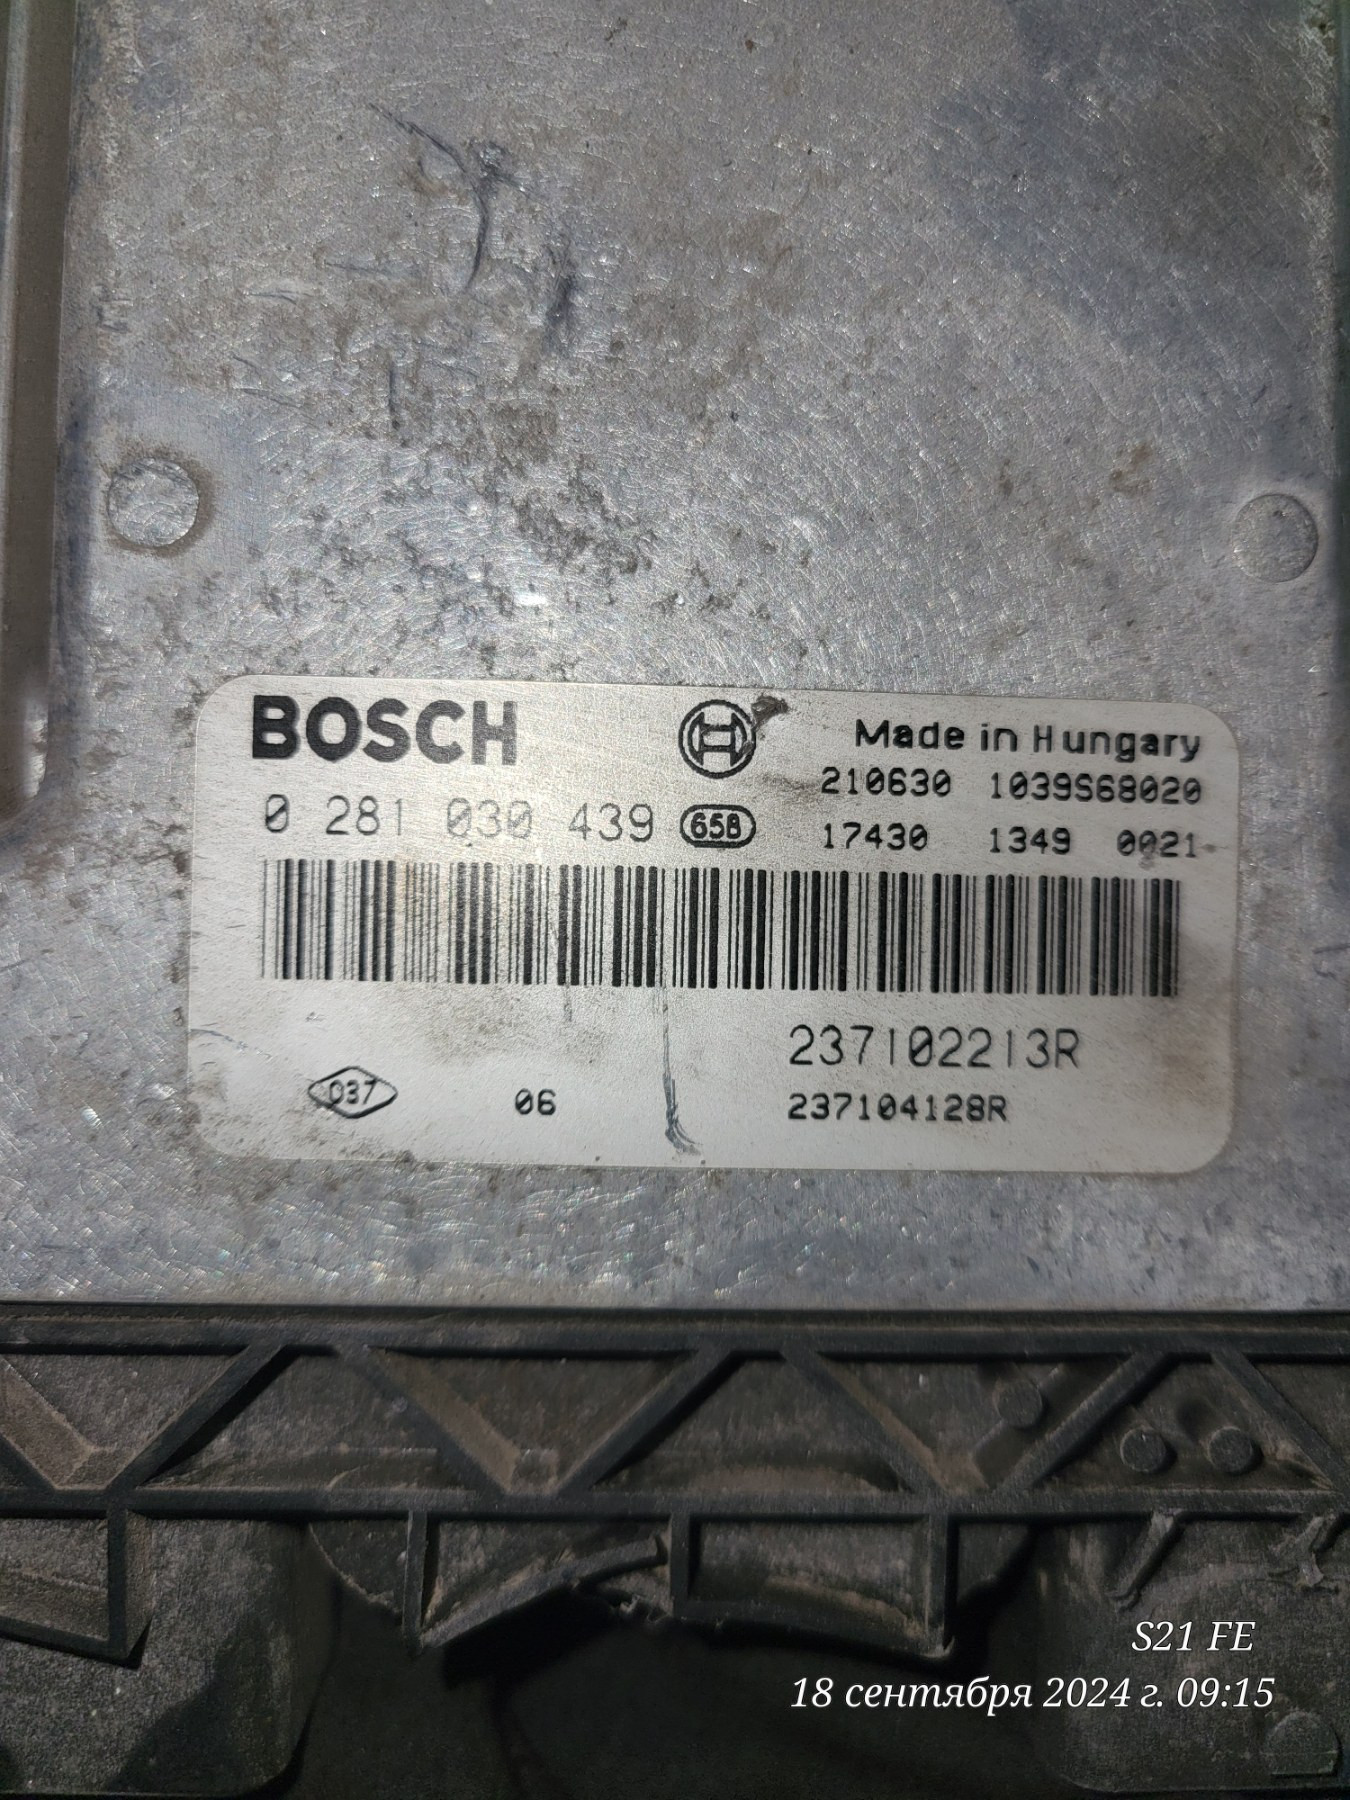 BOSCH
Made in Hungary
210630 1039S68020
0 281 030 439 658
17430 1349 0021
237102213R
037 06 237104128R
S21 FE
18 сентября 2024 г. 09:15